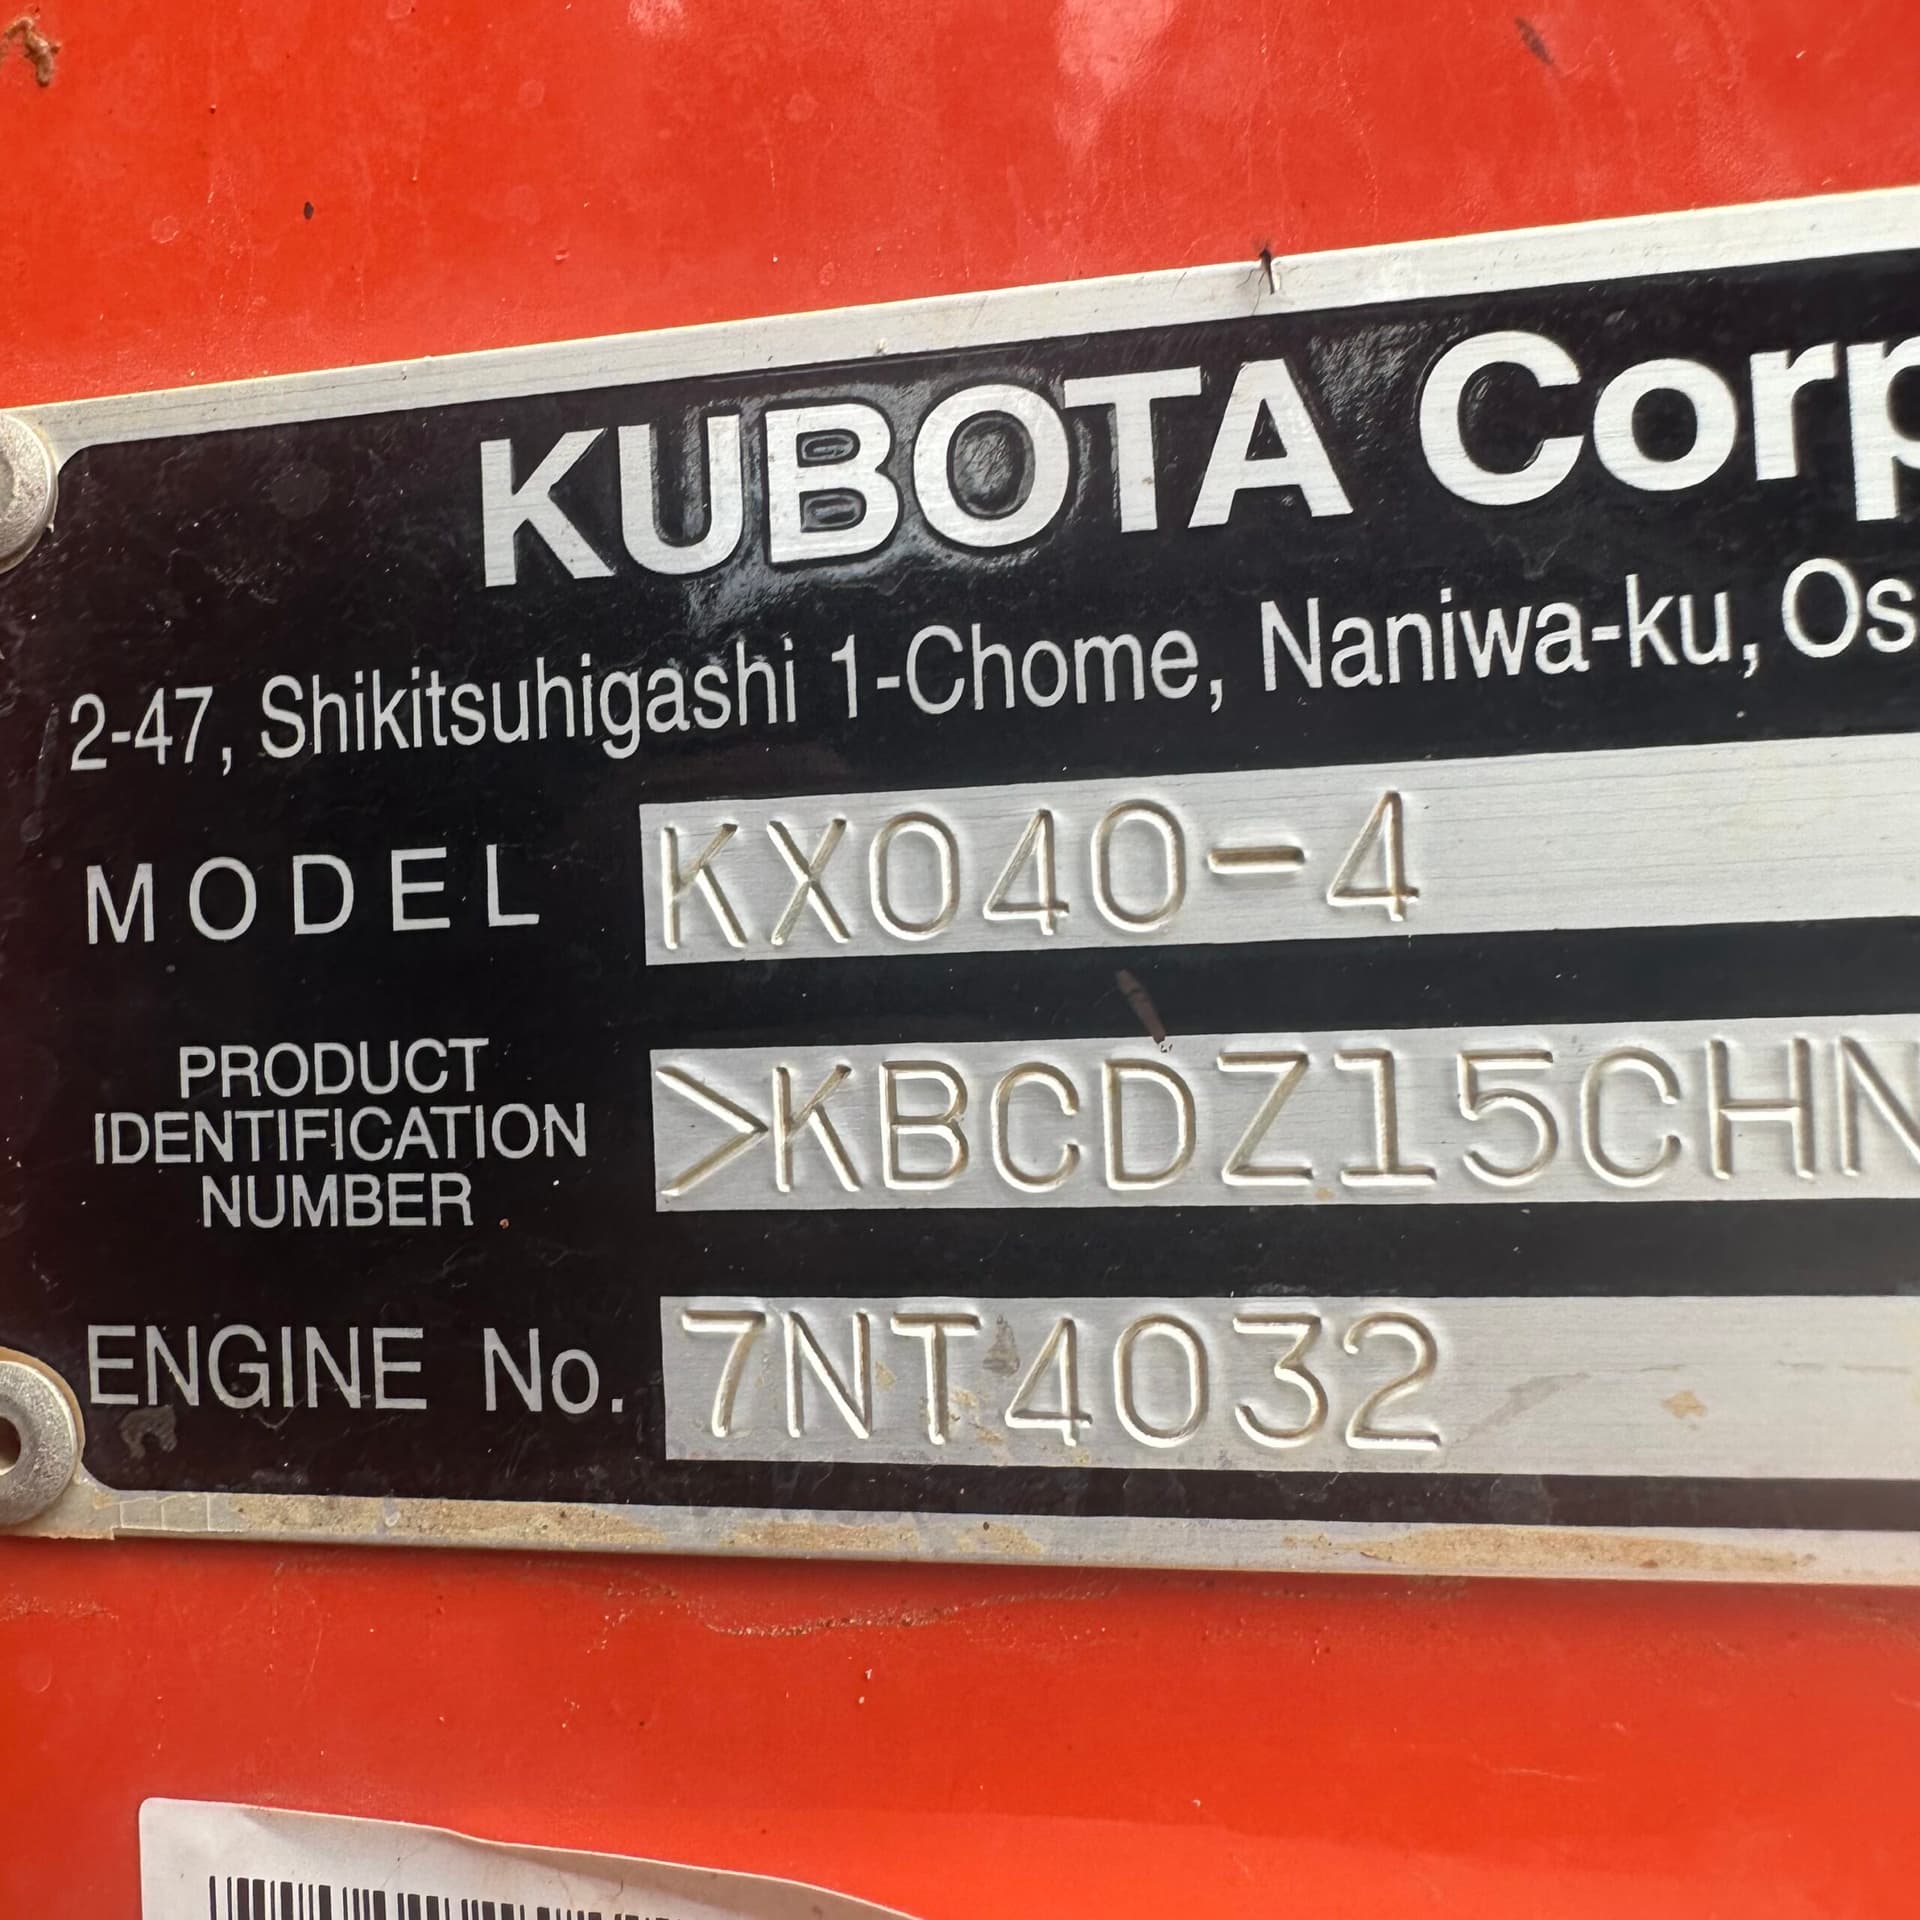 KUBOTA Corp
2-47, Shikitsuhigashi 1-Chome, Naniwa-ku, Os
MODEL KX040-4
PRODUCT
IDENTIFICATION
NUMBER
>KBCDZ15CHN
ENGINE No. 7NT4032